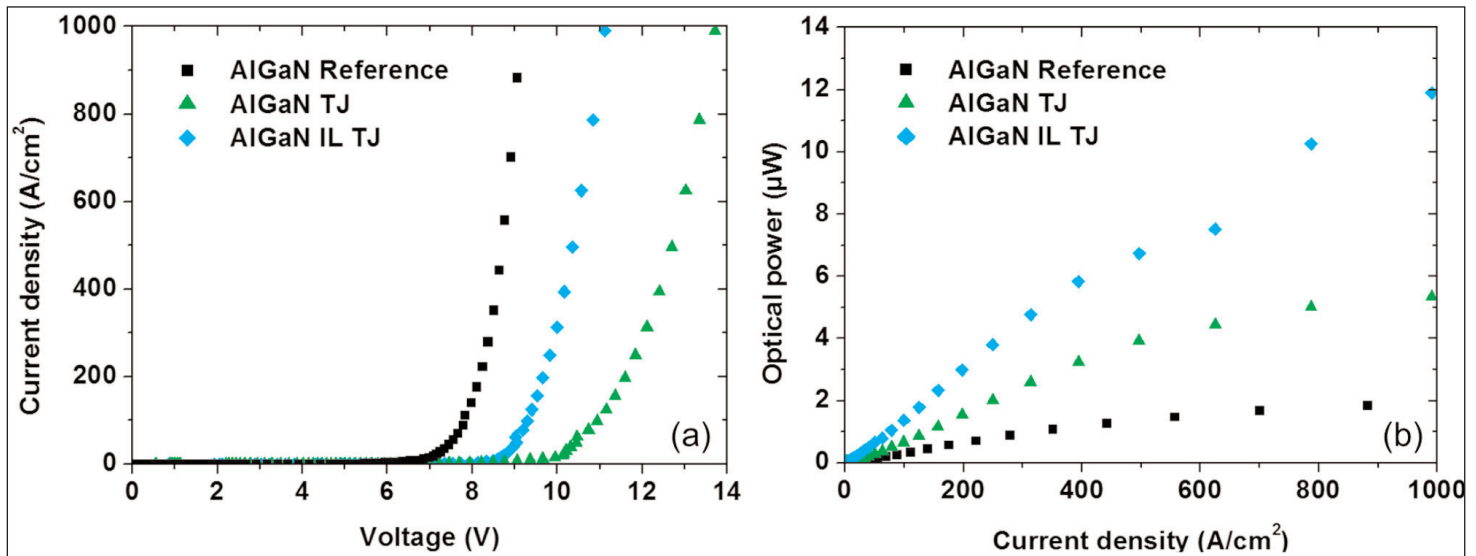 1000
800
600
400
200
0
Current density (A/cm²)
AlGaN Reference
AlGaN TJ
AlGaN IL TJ
(a)
0 2 4 6 8 10 12 14
Voltage (V)
14
12
10
8
6
4
2
0
Optical power (µW)
AlGaN Reference
AlGaN TJ
AlGaN IL TJ
(b)
0 200 400 600 800 1000
Current density (A/cm²)